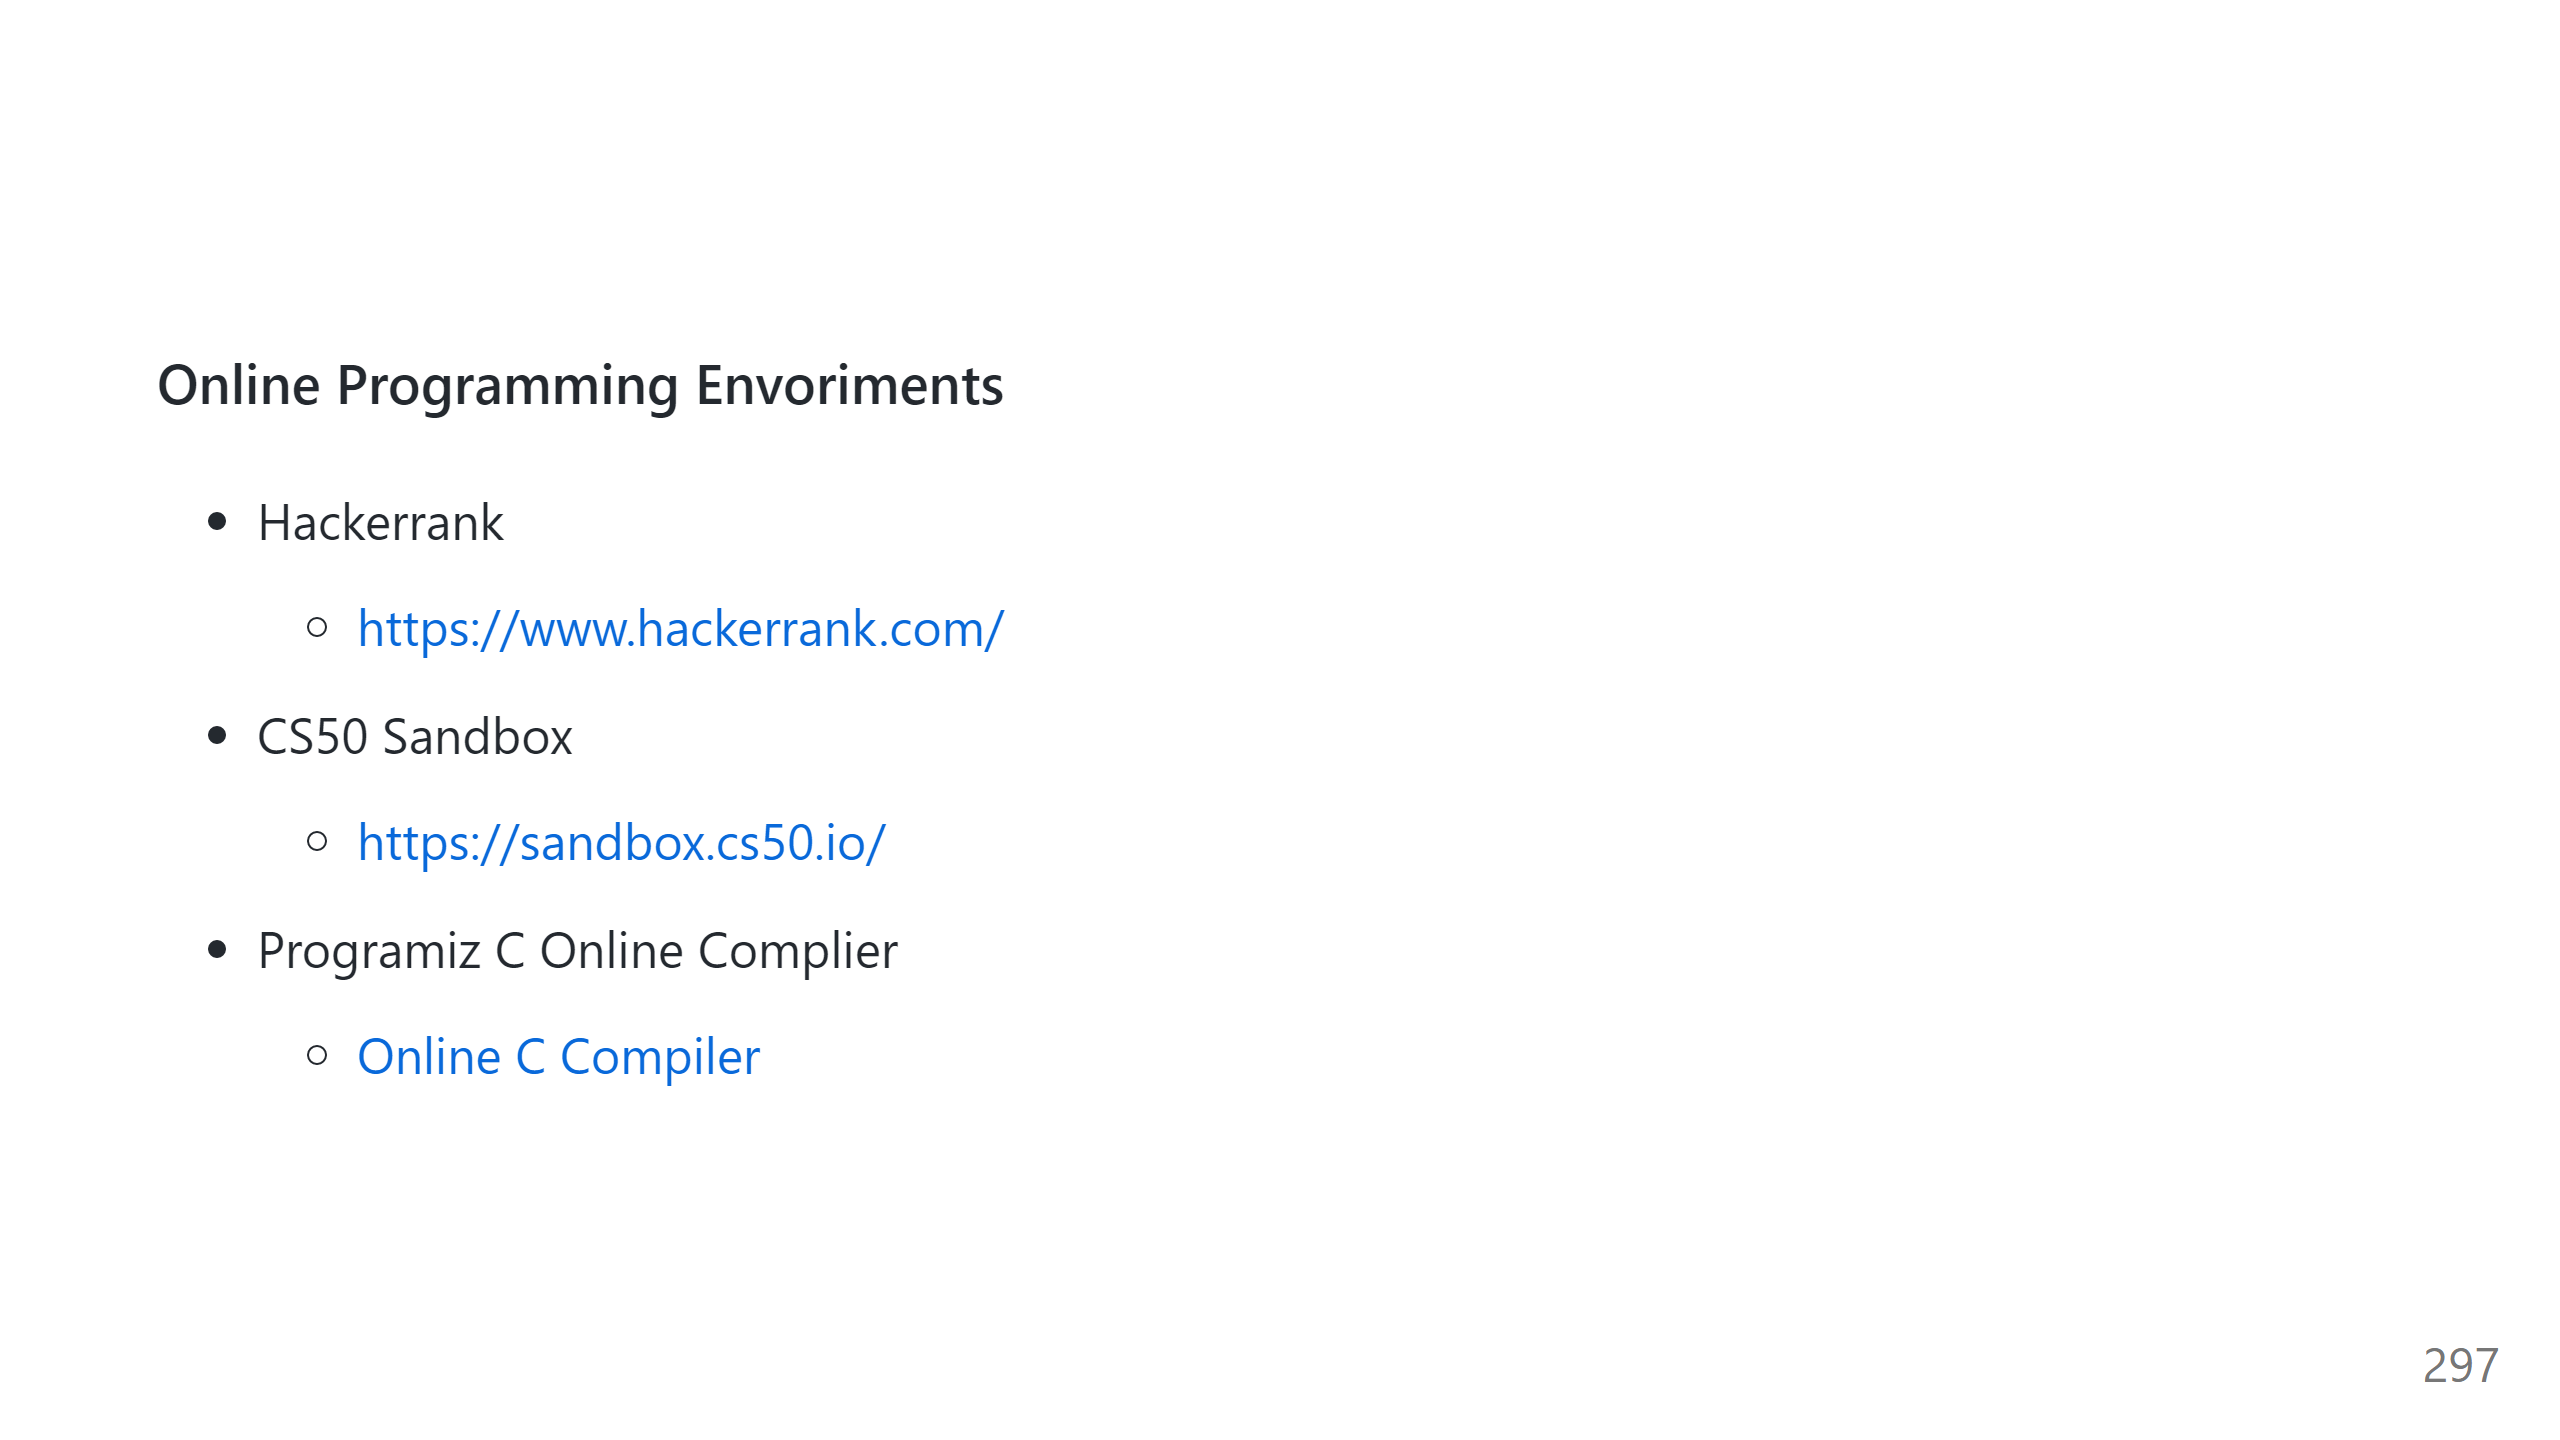 Online Programming Envoriments
Hackerrank
https://www.hackerrank.com/
CS50 Sandbox
https://sandbox.cs50.io/
Programiz C Online Complier
Online C Compiler
297